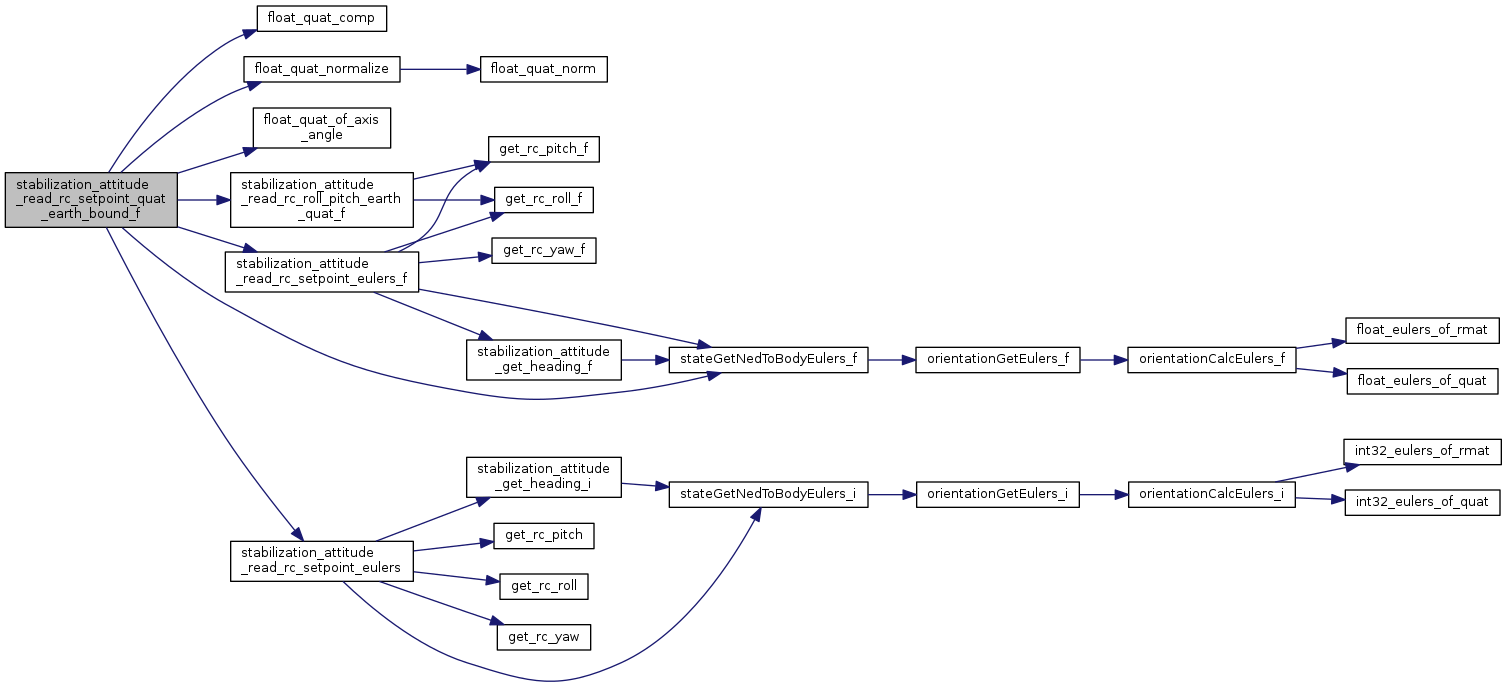 float_quat_comp
float_quat_normalize
float_quat_norm
float_quat_of_axis
_angle
get_rc_pitch_f
stabilization_attitude
_read_rc_setpoint_quat
_earth_bound_f
stabilization_attitude
_read_rc_roll_pitch_earth
_quat_f
get_rc_roll_f
get_rc_yaw_f
stabilization_attitude
_read_rc_setpoint_eulers_f
stabilization_attitude
_get_heading_f
stateGetNedToBodyEulers_f
orientationGetEulers_f
orientationCalcEulers_f
float_eulers_of_rmat
float_eulers_of_quat
stabilization_attitude
_get_heading_i
stateGetNedToBodyEulers_i
orientationGetEulers_i
orientationCalcEulers_i
int32_eulers_of_rmat
int32_eulers_of_quat
stabilization_attitude
_read_rc_setpoint_eulers
get_rc_pitch
get_rc_roll
get_rc_yaw